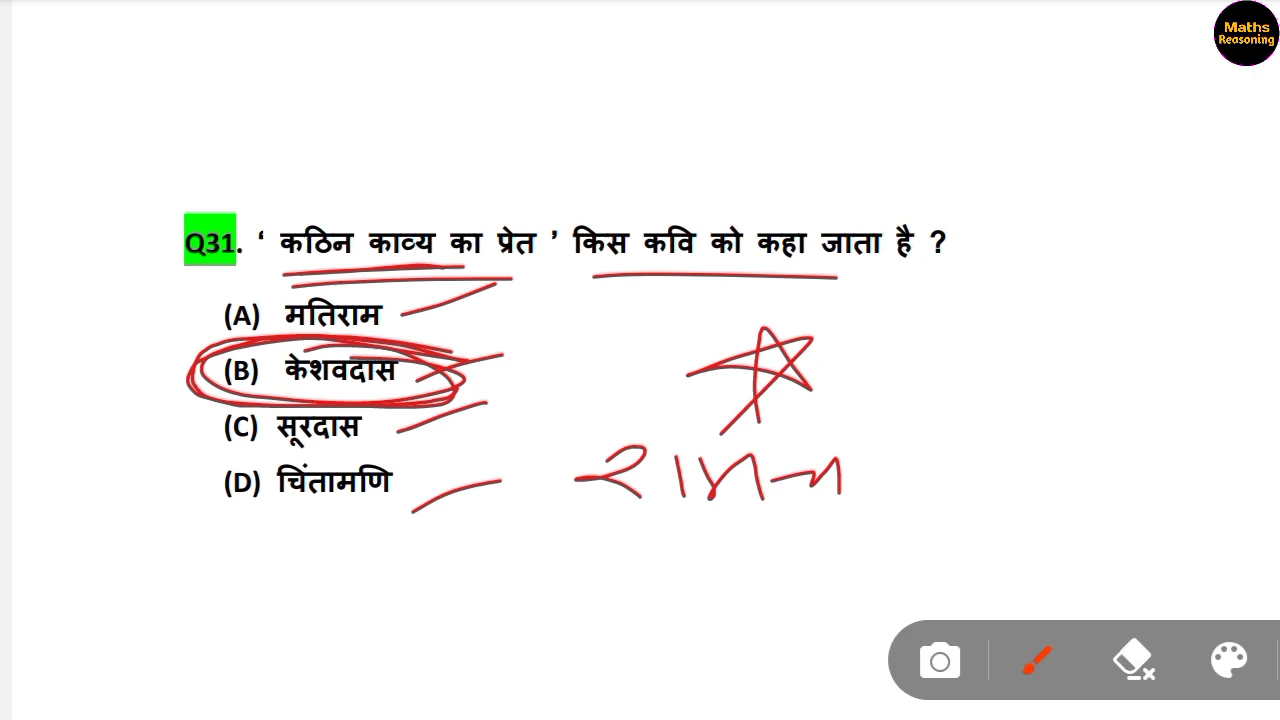 Maths
Reasoning
Q31. ‘ कठिन काव्य का प्रेत ’ किस कवि को कहा जाता है ?
(A) मतिराम
(B) केशवदास
(C) सूरदास
(D) चिंतामणि